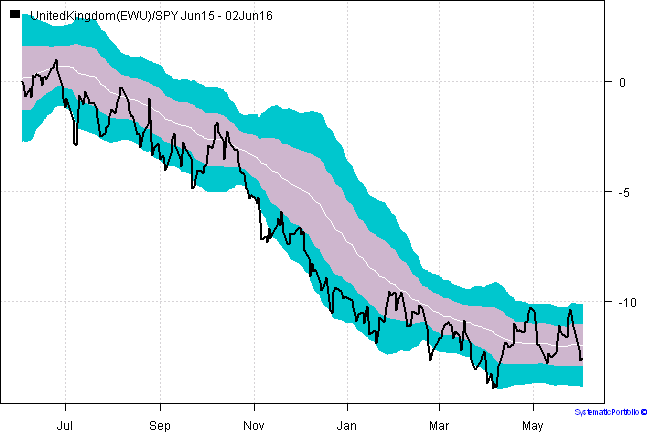 UnitedKingdom(EWU)/SPY Jun15 - 02Jun16
0
-5
-10
Jul Sep Nov Jan Mar May
SystematicPortfolio ©